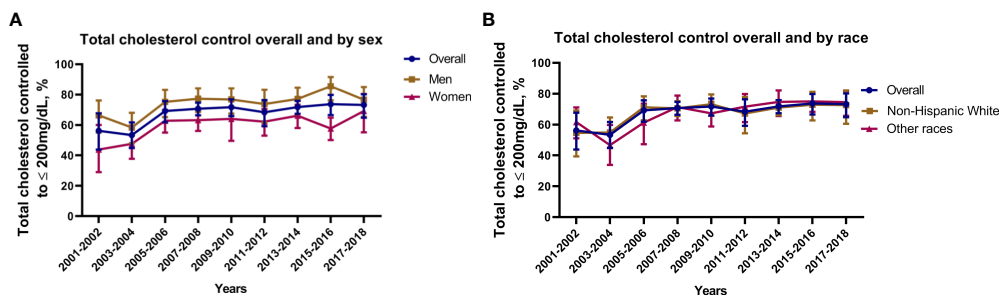 A
Total cholesterol control overall and by sex
Total cholesterol controlled
to ≤ 200mg/dL, %
100
80
60
40
20
0
2001-2002
2003-2004
2005-2006
2007-2008
2009-2010
2011-2012
2013-2014
2015-2016
2017-2018
Years
Overall
Men
Women
B
Total cholesterol control overall and by race
Total cholesterol controlled
to ≤ 200mg/dL, %
100
80
60
40
20
0
2001-2002
2003-2004
2005-2006
2007-2008
2009-2010
2011-2012
2013-2014
2015-2016
2017-2018
Years
Overall
Non-Hispanic White
Other races